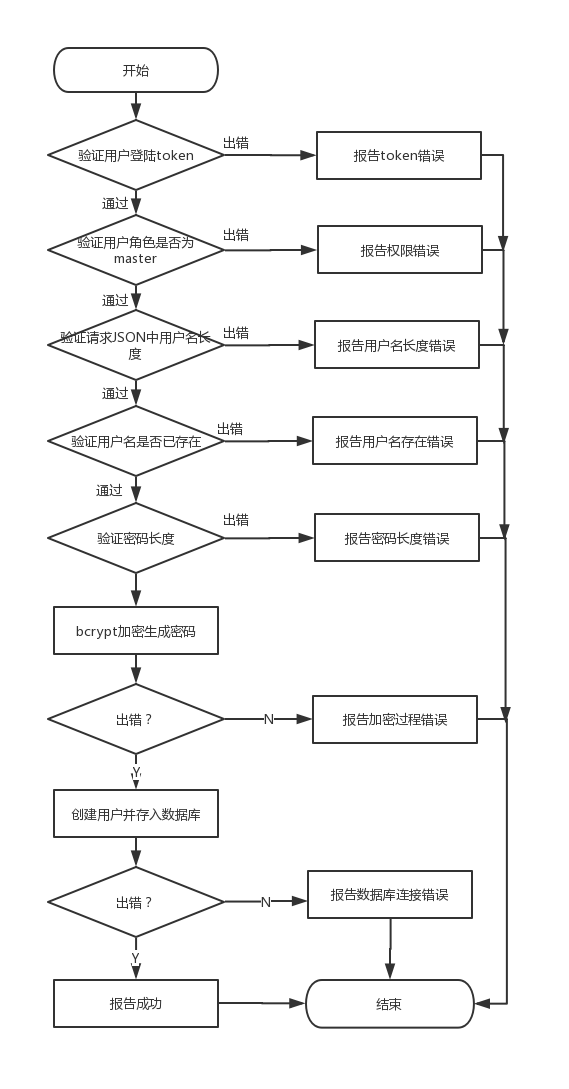 开始
验证用户登陆token
出错
报告token错误
通过
验证用户角色是否为
master
出错
报告权限错误
通过
验证请求JSON中用户名长
度
出错
报告用户名长度错误
通过
验证用户名是否已存在
出错
报告用户名存在错误
通过
验证密码长度
出错
报告密码长度错误
bcrypt加密生成密码
出错？
N
报告加密过程错误
Y
创建用户并存入数据库
出错？
N
报告数据库连接错误
Y
报告成功
结束